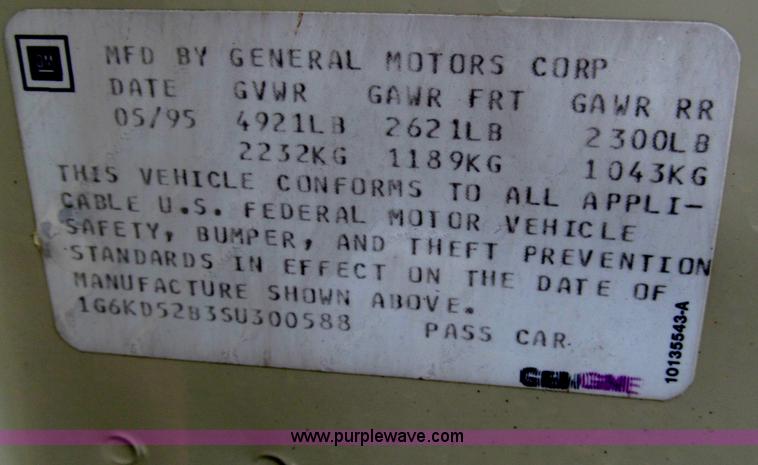 GM
MFD BY GENERAL MOTORS CORP
DATE GVWR GAWR FRT GAWR RR
05/95 4921LB 2621LB 2300LB
2232KG 1189KG 1043KG
THIS VEHICLE CONFORMS TO ALL APPLI-
CABLE U.S. FEDERAL MOTOR VEHICLE
SAFETY, BUMPER, AND THEFT PREVENTION
STANDARDS IN EFFECT ON THE DATE OF
MANUFACTURE SHOWN ABOVE.
1G6KD52B3SU300588 PASS CAR
10135543-A
www.purplewave.com